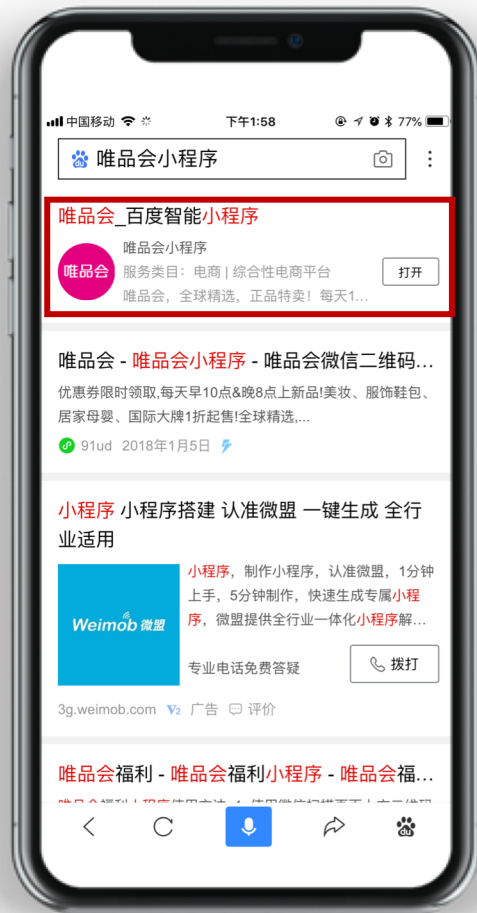 中国移动
下午1:58
77%
唯品会小程序
唯品会_百度智能小程序
唯品会
唯品会小程序
服务类目：电商 | 综合性电商平台
打开
唯品会，全球精选，正品特卖！每天1...
唯品会 - 唯品会小程序 - 唯品会微信二维码...
优惠券限时领取,每天早10点&晚8点上新品!美妆、服饰鞋包、
居家母婴、国际大牌1折起售!全球精选,...
91ud 2018年1月5日
小程序 小程序搭建 认准微盟 一键生成 全行
业适用
Weimob 微盟
小程序，制作小程序，认准微盟，1分钟
上手，5分钟制作，快速生成专属小程
序，微盟提供全行业一体化小程序解...
专业电话免费答疑
拨打
3g.weimob.com V2 广告 评价
唯品会福利 - 唯品会福利小程序 - 唯品会福...
du